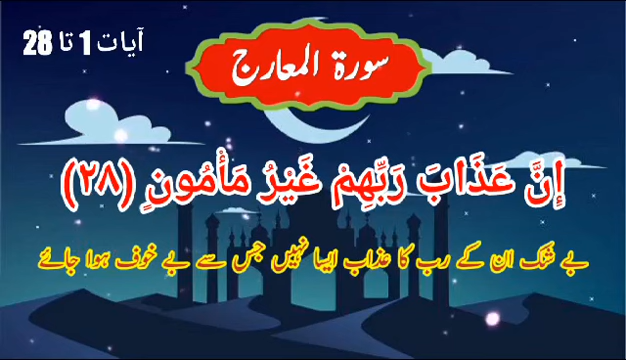 آیات 1 تا 28
سورۃ المعارج
إِنَّ عَذَابَ رَبِّهِمْ غَيْرُ مَأْمُونٍ (٢٨)
بے شک ان کے رب کا عذاب ایسا نہیں جس سے بے خوف ہوا جائے